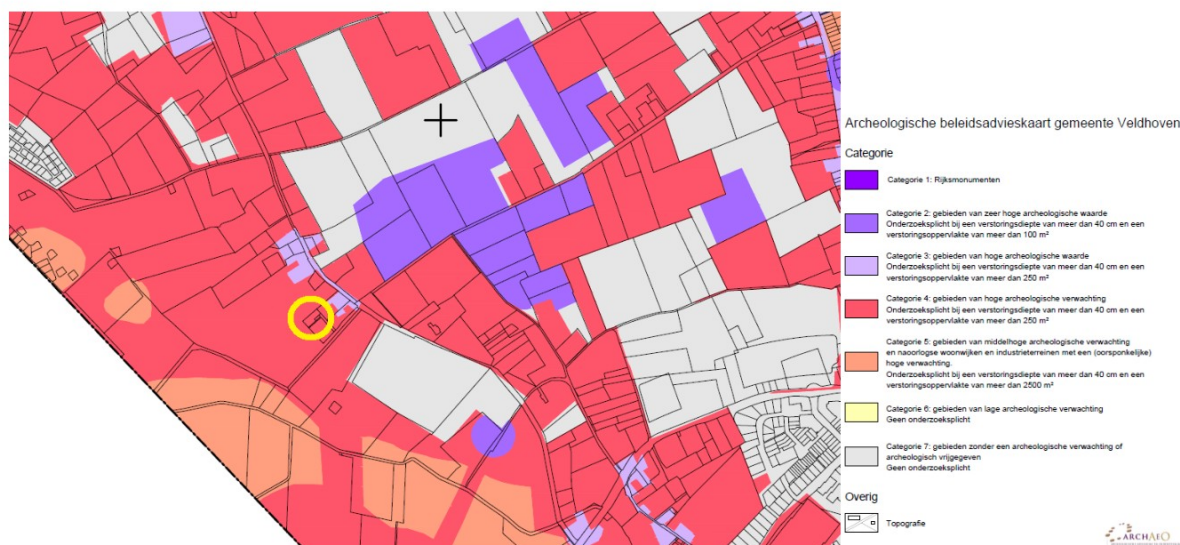 Archeologische beleidsadvieskaart gemeente Veldhoven
Categorie
Categorie 1: Rijksmonumenten
Categorie 2: gebieden van zeer hoge archeologische waarde
Onderzoeksplicht bij een verstoringsdiepte van meer dan 40 cm en een
verstoringsoppervlakte van meer dan 100 m²
Categorie 3: gebieden van hoge archeologische waarde
Onderzoeksplicht bij een verstoringsdiepte van meer dan 40 cm en een
verstoringsoppervlakte van meer dan 250 m²
Categorie 4: gebieden van hoge archeologische verwachting
Onderzoeksplicht bij een verstoringsdiepte van meer dan 40 cm en een
verstoringsoppervlakte van meer dan 250 m²
Categorie 5: gebieden van middelhoge archeologische verwachting
en naoorlogse woonwijken en industrieterreinen met een (oorsponkelijke)
hoge verwachting.
Onderzoeksplicht bij een verstoringsdiepte van meer dan 40 cm en een
verstoringsoppervlakte van meer dan 2500 m²
Categorie 6: gebieden van lage archeologische verwachting
Geen onderzoeksplicht
Categorie 7: gebieden zonder een archeologische verwachting of
archeologisch vrijgegeven
Geen onderzoeksplicht
Overig
Topografie
ARCHAEO